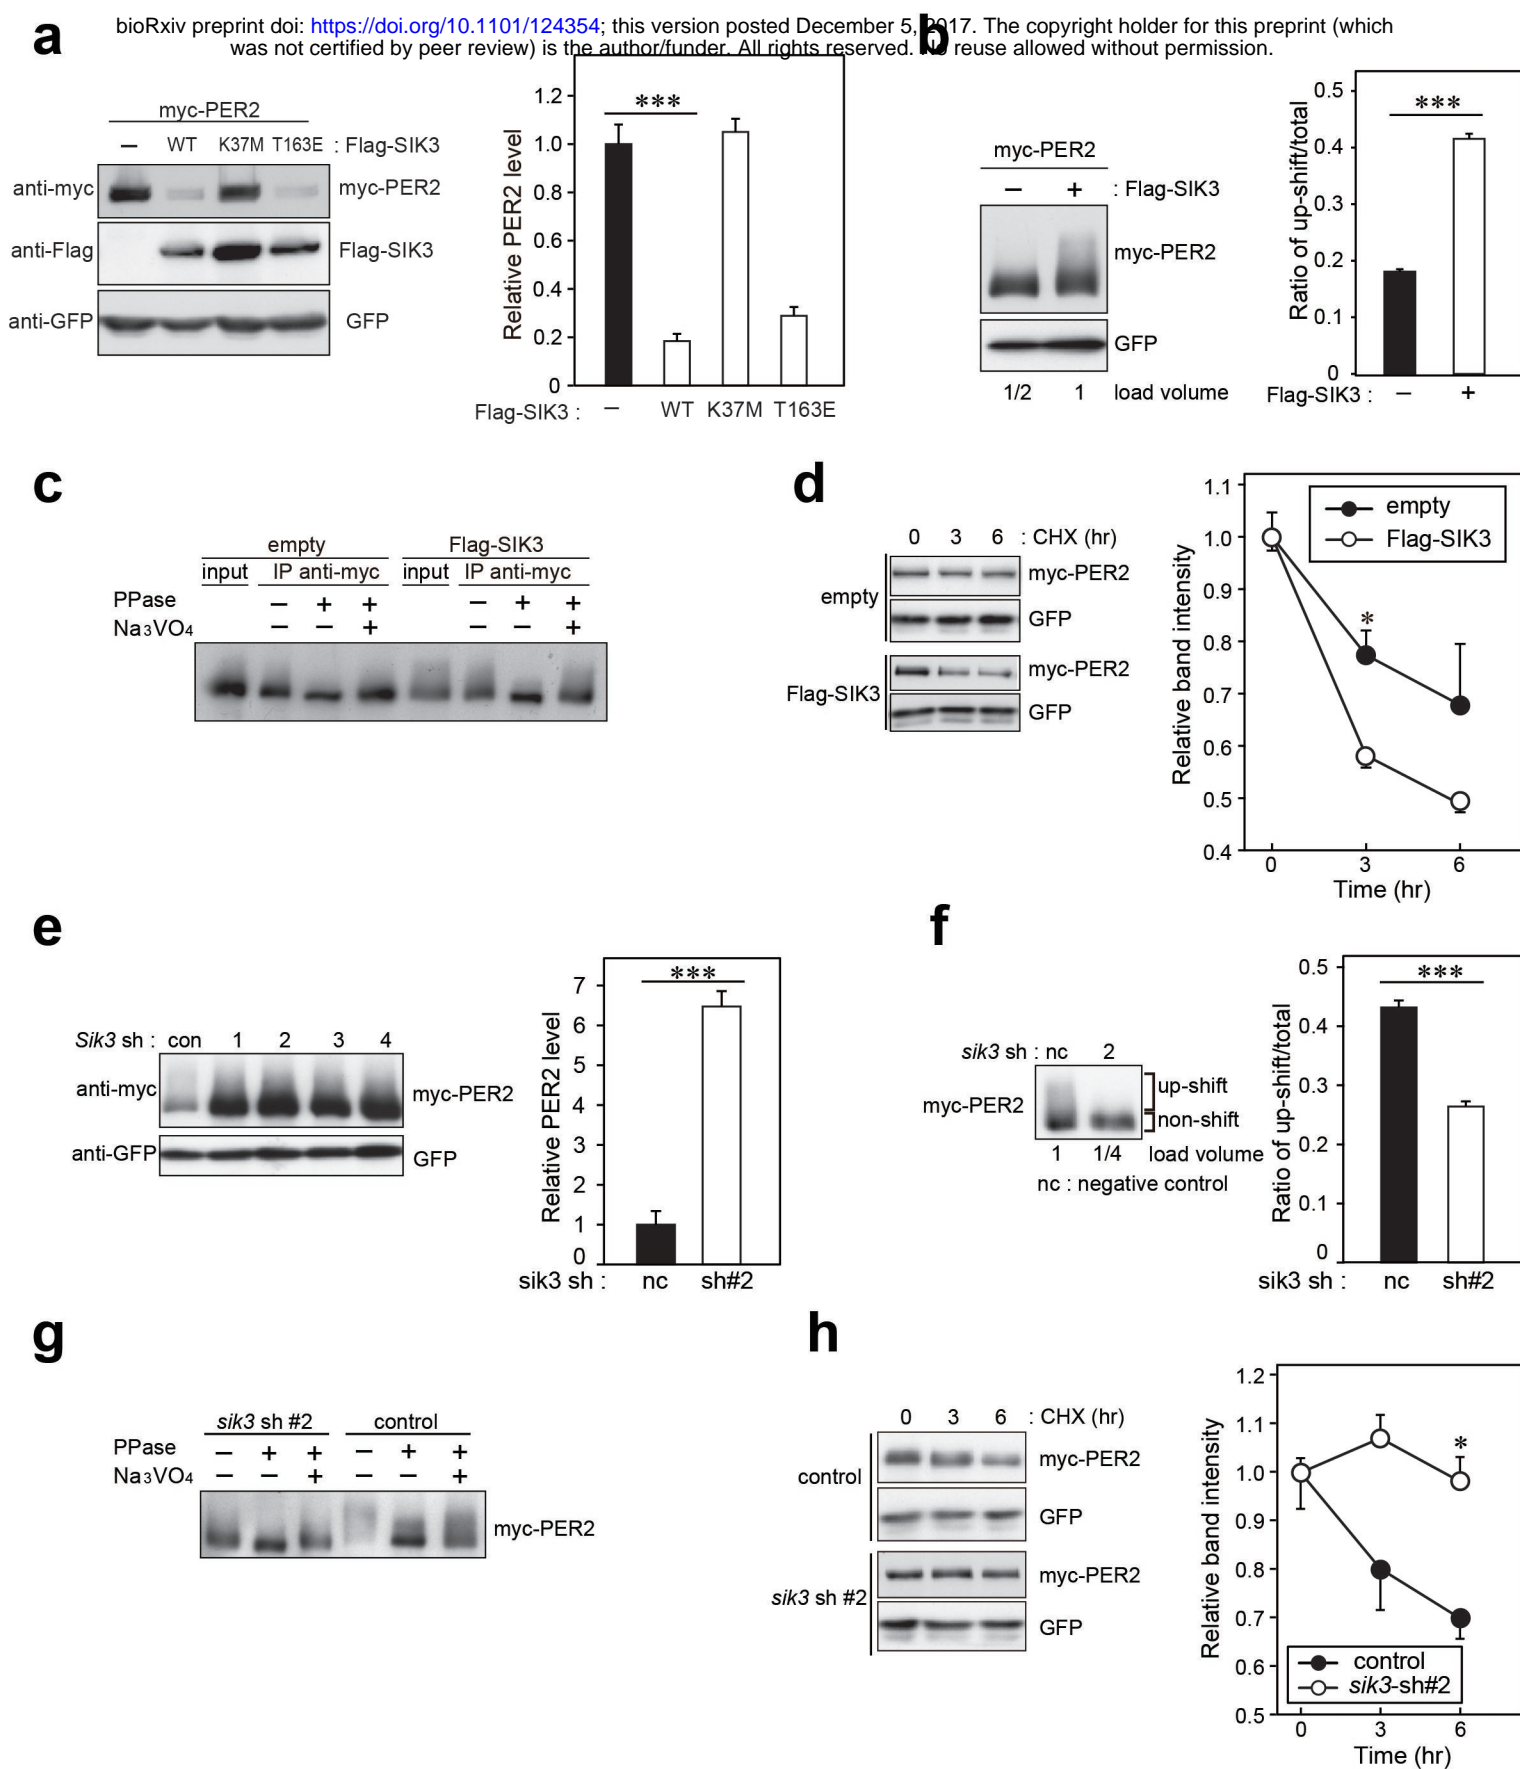 bioRxiv preprint doi: https://doi.org/10.1101/124354; this version posted December 5, 2017. The copyright holder for this preprint (which
was not certified by peer review) is the author/funder. All rights reserved. No reuse allowed without permission.
a
myc-PER2
– WT K37M T163E : Flag-SIK3
anti-myc myc-PER2
anti-Flag Flag-SIK3
anti-GFP GFP
Relative PER2 level
1.2
1.0
0.8
0.6
0.4
0.2
0
***
Flag-SIK3 : – WT K37M T163E
b
myc-PER2
– + : Flag-SIK3
myc-PER2
GFP
1/2 1 load volume
Ratio of up-shift/total
0.5
0.4
0.3
0.2
0.1
0
***
Flag-SIK3 : – +
c
empty Flag-SIK3
input IP anti-myc input IP anti-myc
PPase – + + – + +
Na3VO4 – – + – – +
d
0 3 6 : CHX (hr)
empty
myc-PER2
GFP
Flag-SIK3
myc-PER2
GFP
Relative band intensity
1.1
1.0
0.9
0.8
0.7
0.6
0.5
0.4
empty
Flag-SIK3
*
0 3 6
Time (hr)
e
Sik3 sh : con 1 2 3 4
anti-myc myc-PER2
anti-GFP GFP
Relative PER2 level
7
6
5
4
3
2
1
0
***
sik3 sh : nc sh#2
f
sik3 sh : nc 2
myc-PER2
up-shift
non-shift
1 1/4 load volume
nc : negative control
Ratio of up-shift/total
0.5
0.4
0.3
0.2
0.1
0
***
sik3 sh : nc sh#2
g
sik3 sh #2 control
PPase – + + – + +
Na3VO4 – – + – – +
myc-PER2
h
0 3 6 : CHX (hr)
control
myc-PER2
GFP
sik3 sh #2
myc-PER2
GFP
Relative band intensity
1.2
1.1
1.0
0.9
0.8
0.7
0.6
0.5
*
control
sik3-sh#2
0 3 6
Time (hr)